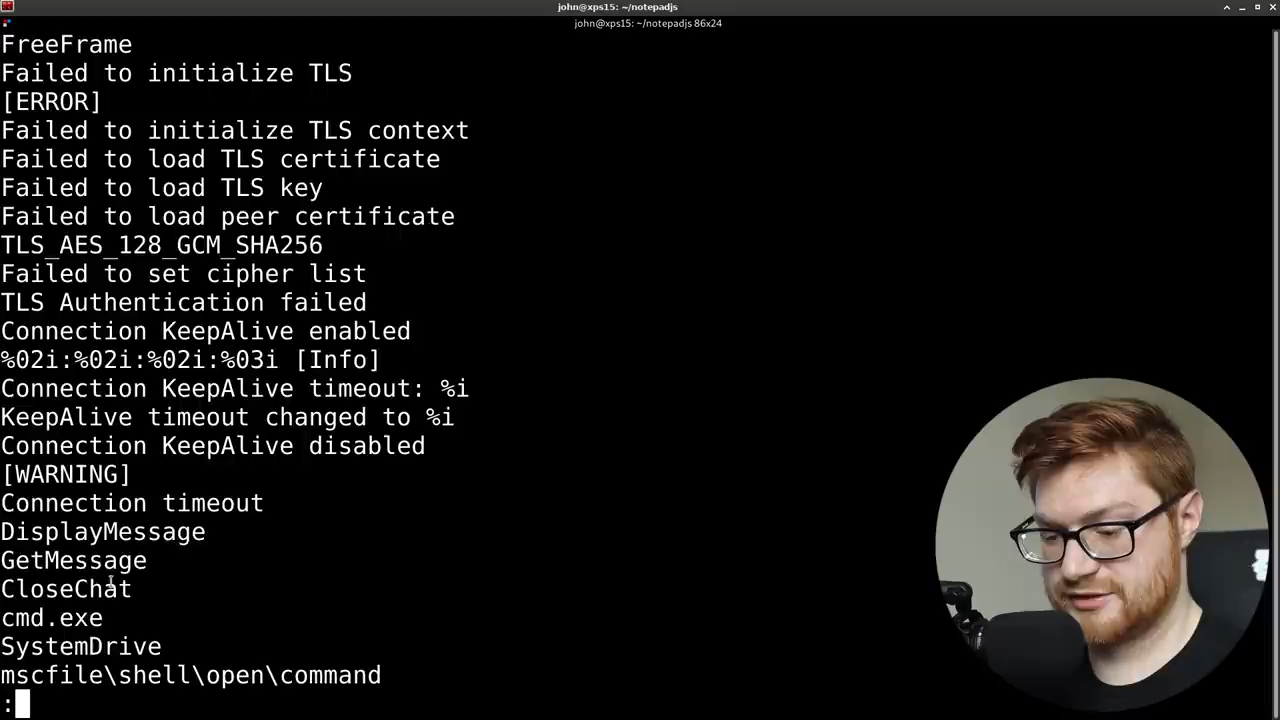 john@xps15: ~/notepadjs
john@xps15: ~/notepadjs 86x24
FreeFrame
Failed to initialize TLS
[ERROR]
Failed to initialize TLS context
Failed to load TLS certificate
Failed to load TLS key
Failed to load peer certificate
TLS_AES_128_GCM_SHA256
Failed to set cipher list
TLS Authentication failed
Connection KeepAlive enabled
%02i:%02i:%02i:%03i [Info]
Connection KeepAlive timeout: %i
KeepAlive timeout changed to %i
Connection KeepAlive disabled
[WARNING]
Connection timeout
DisplayMessage
GetMessage
CloseChat
cmd.exe
SystemDrive
mscfile\shell\open\command
: